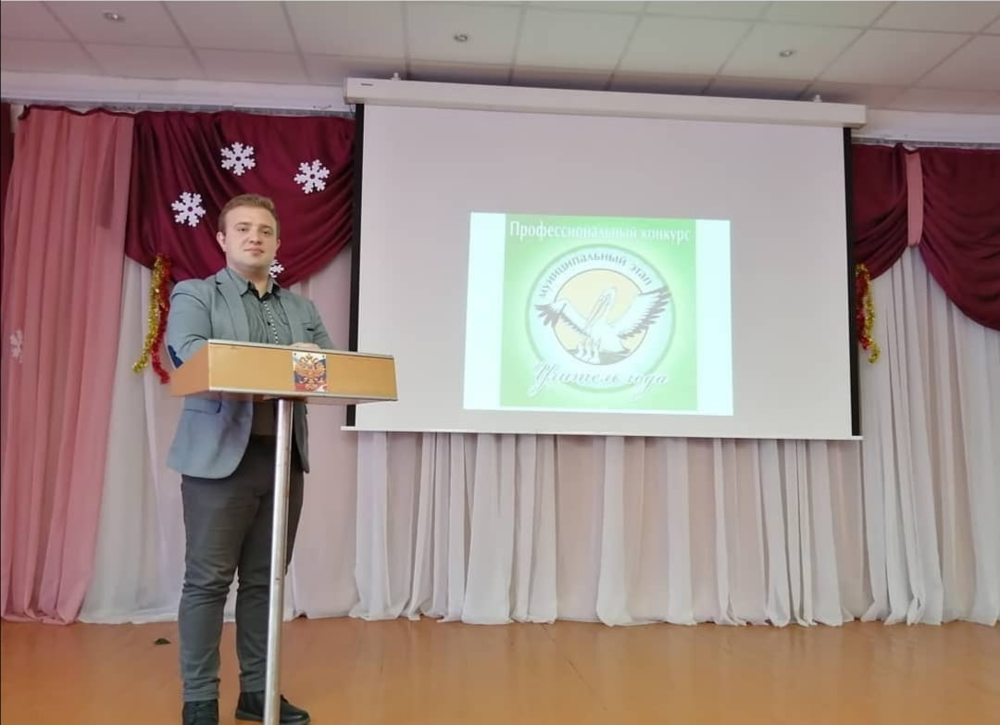 Профессиональный конкурс
муниципальный этап
Учитель года